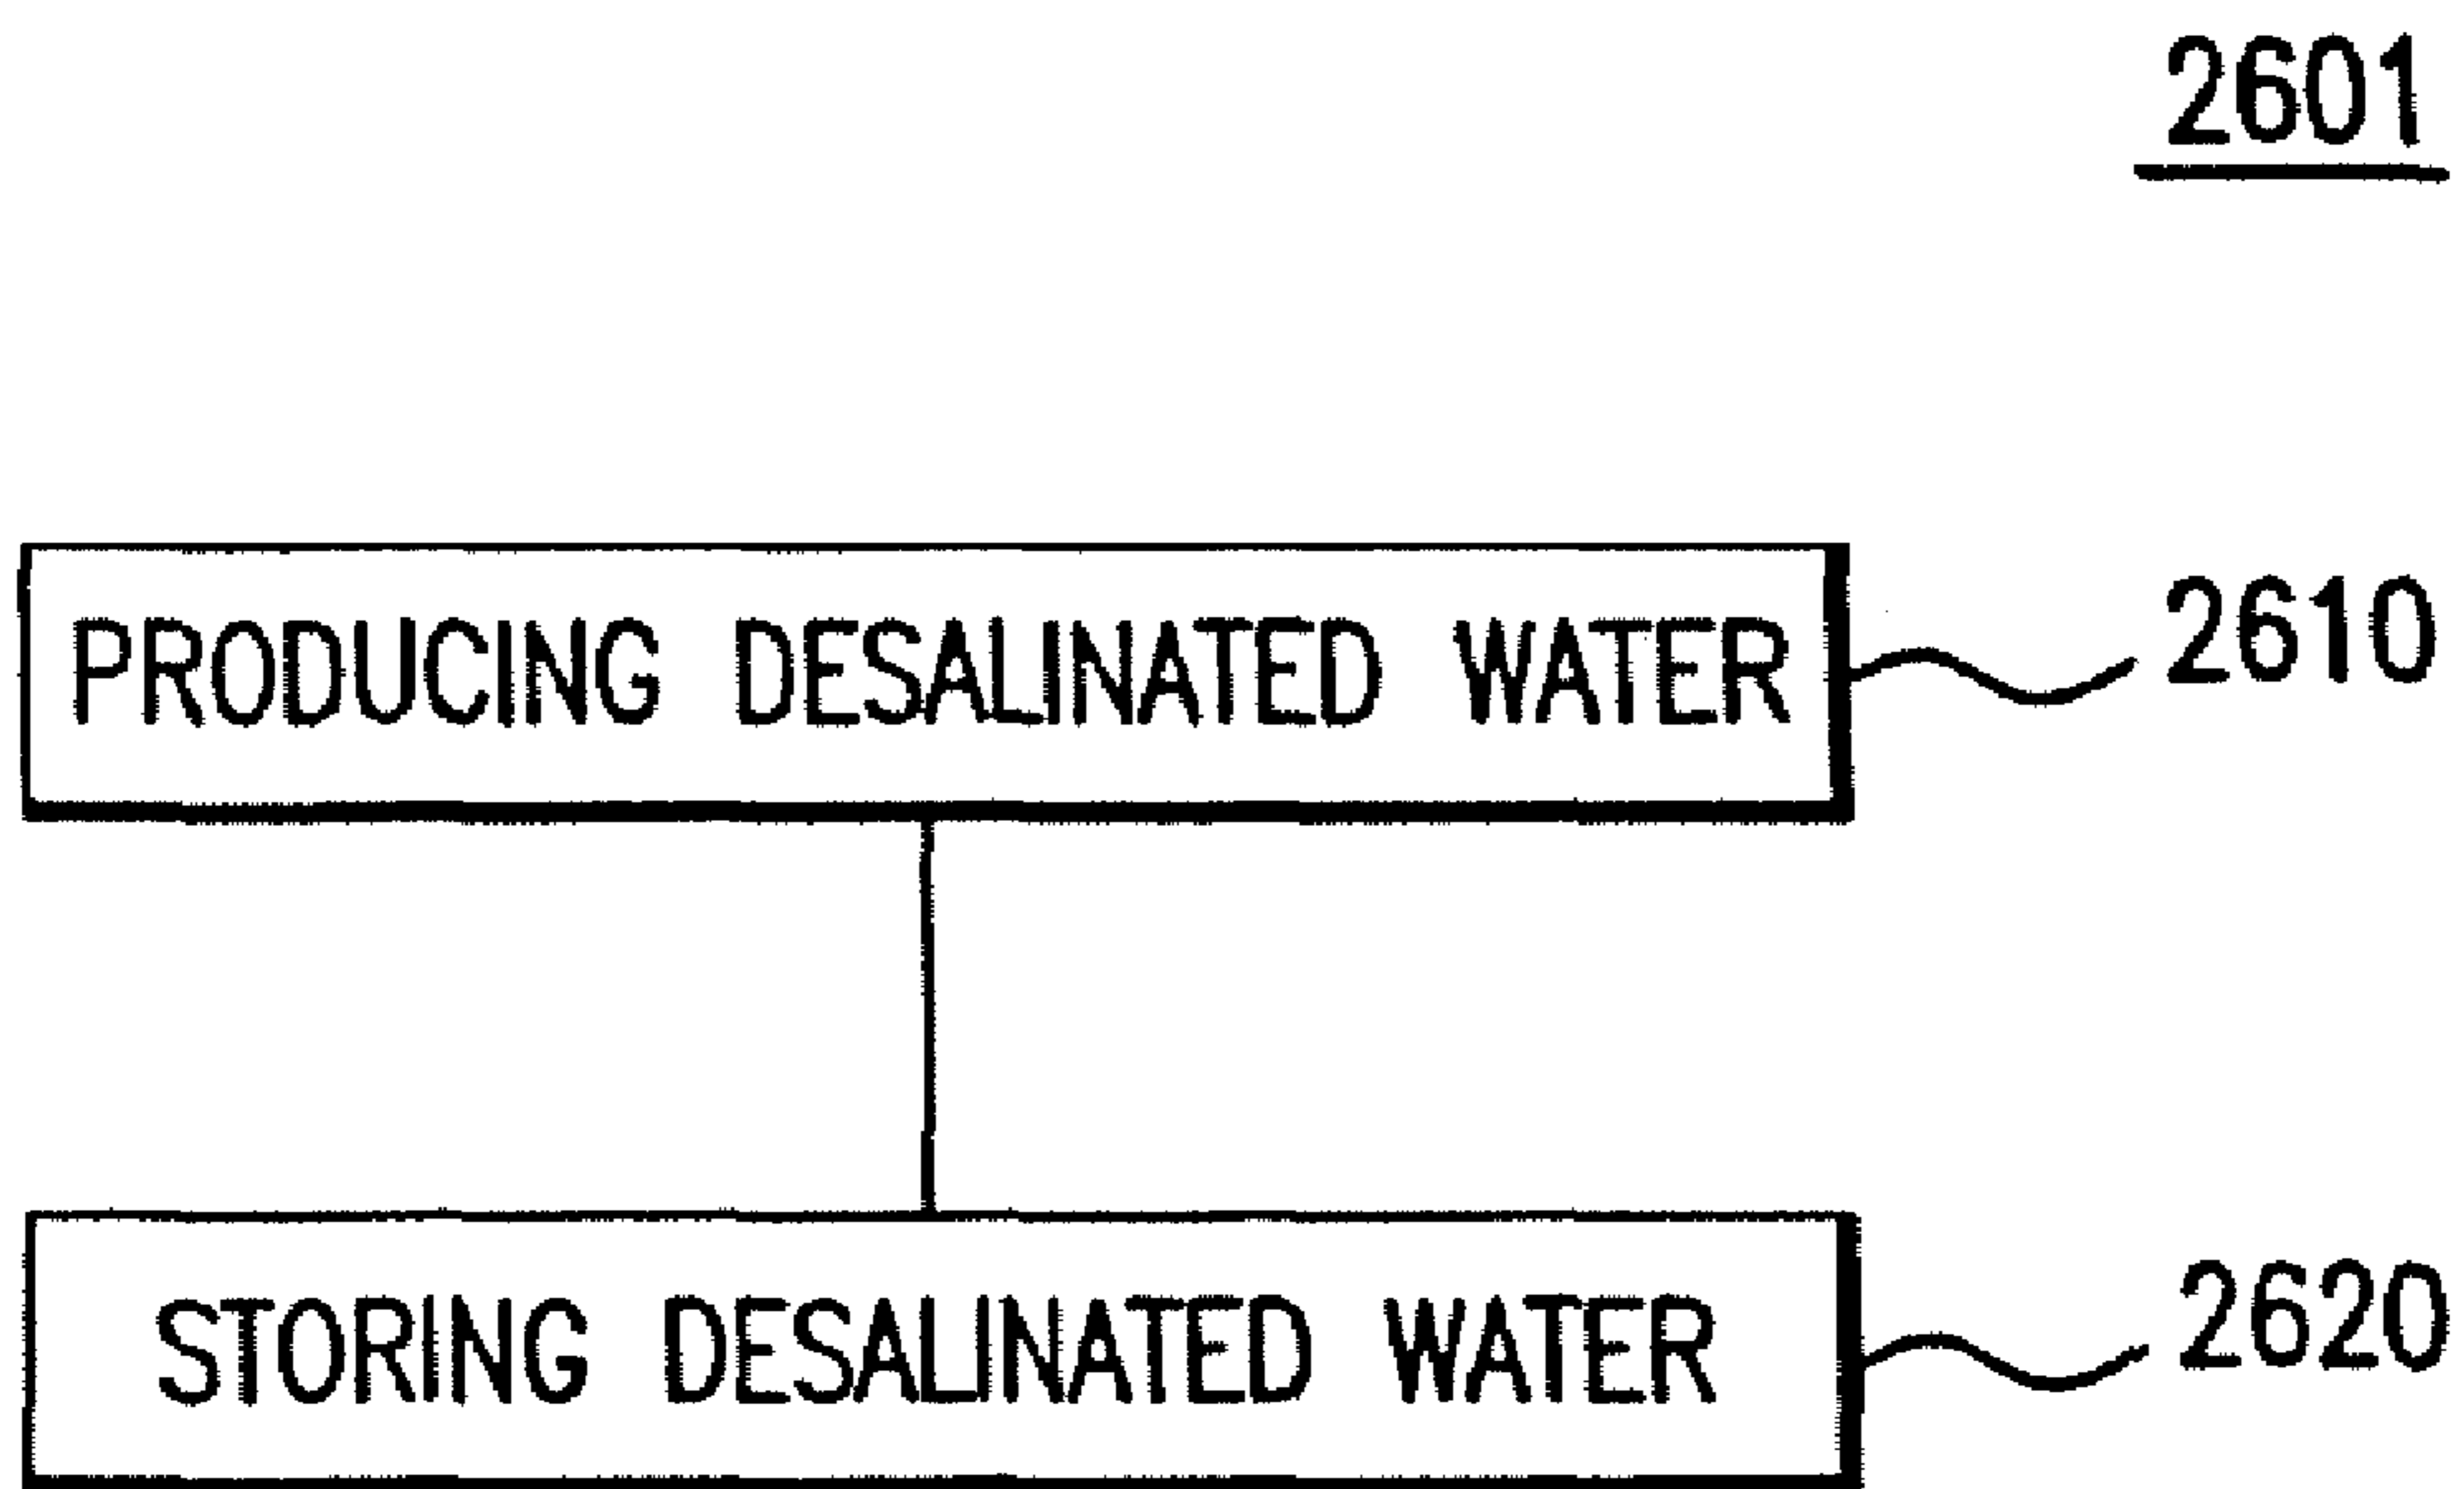 2601
PRODUCING DESALINATED WATER
2610
STORING DESALINATED WATER
2620